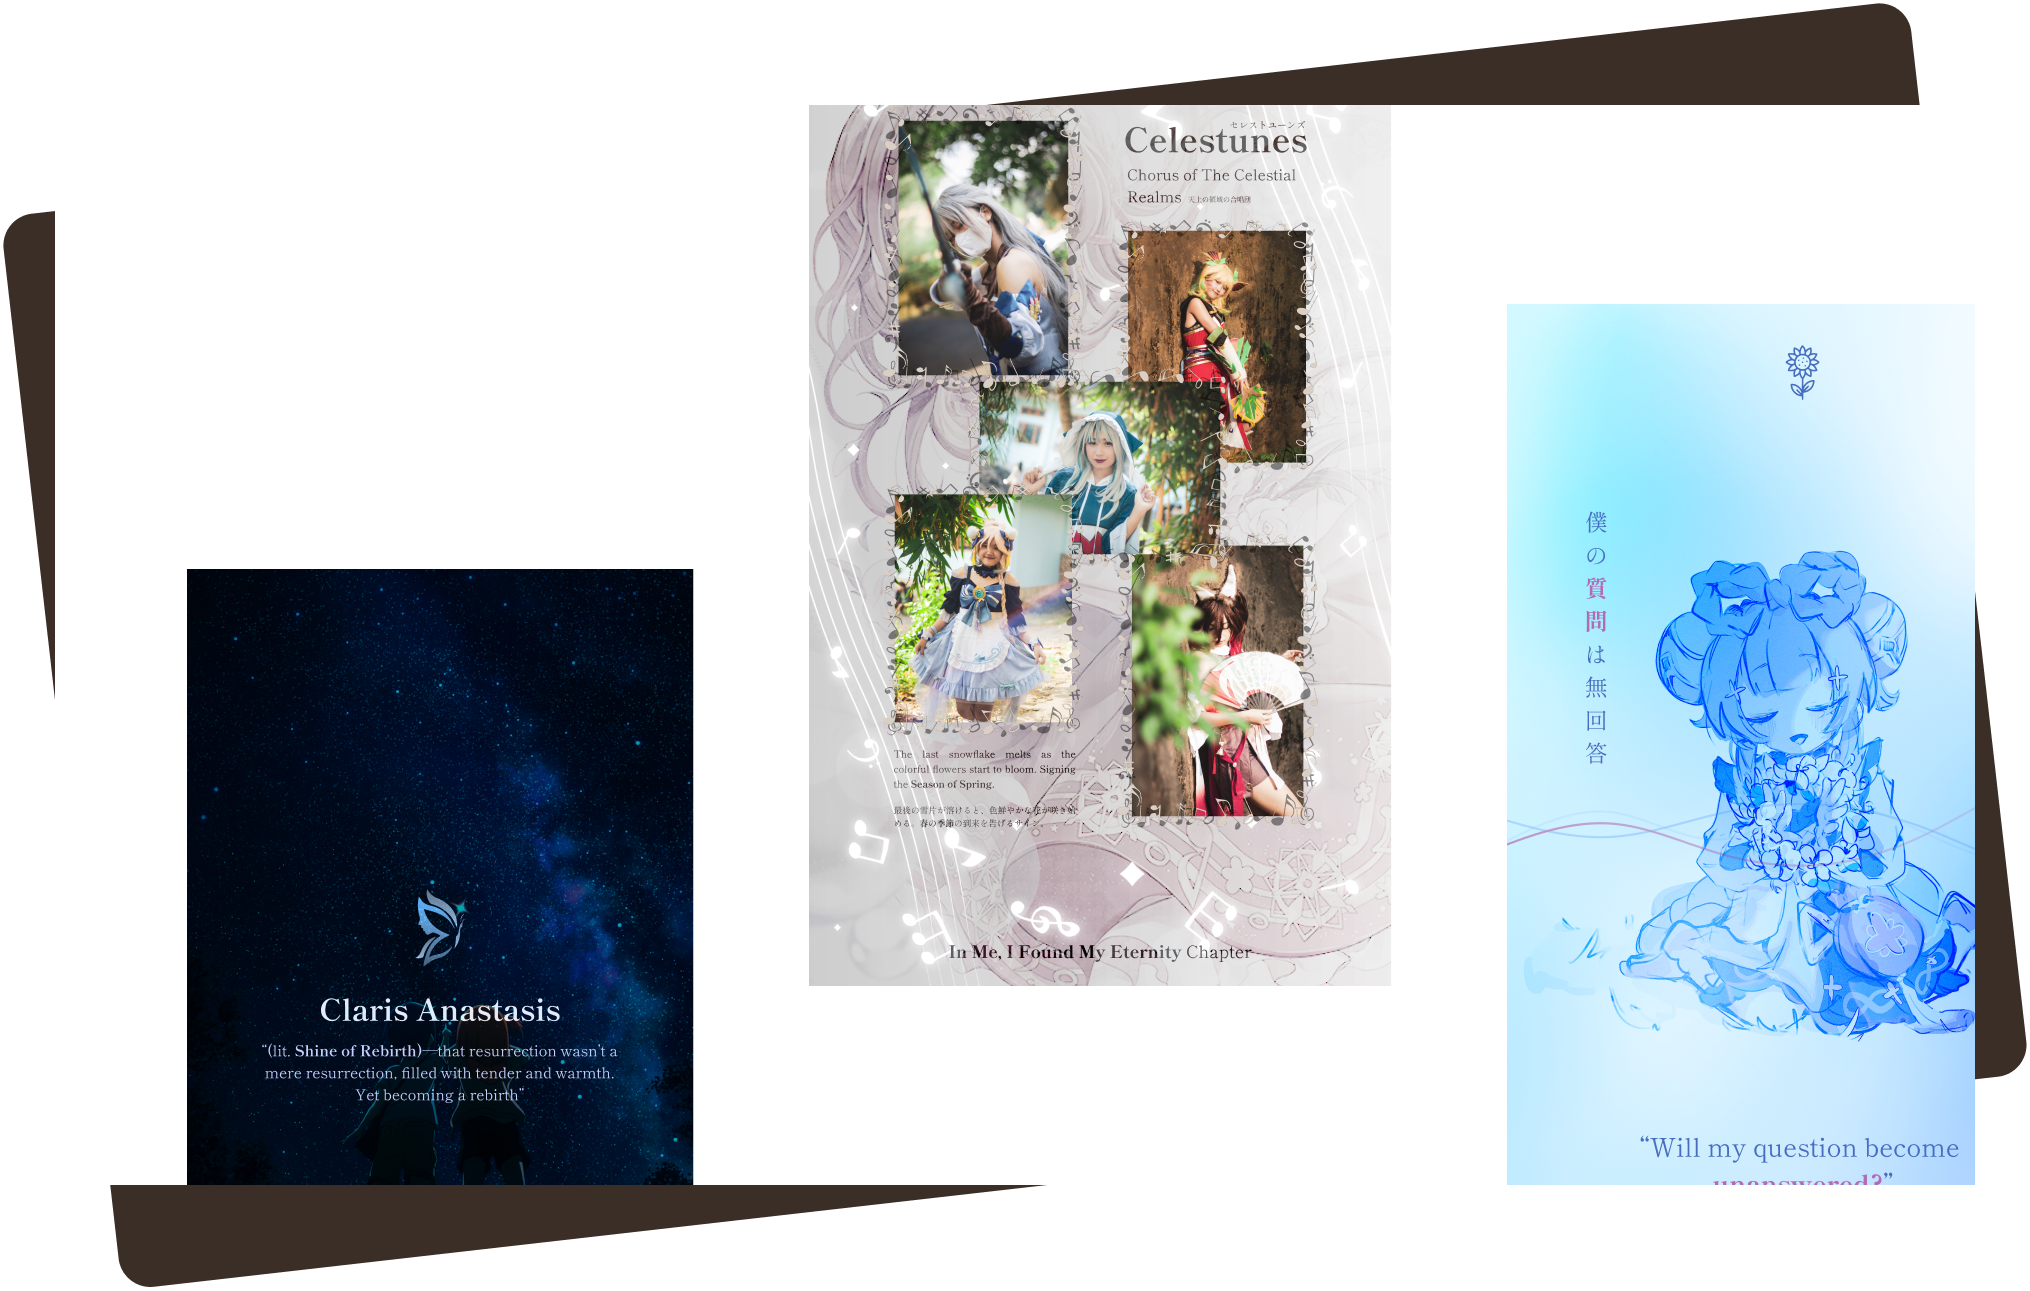 Claris Anastasis
“(lit. Shine of Rebirth)—that resurrection wasn’t a
mere resurrection, filled with tender and warmth.
Yet becoming a rebirth”
セレストユーンズ
Celestunes
Chorus of The Celestial
Realms 天上の領域の合唱団
The last snowflake melts as the
colorful flowers start to bloom. Signing
the Season of Spring.
最後の雪片が溶けると、色鮮やかな花が咲き始
める。春の季節の到来を告げるサイン。
In Me, I Found My Eternity Chapter
僕の質問は無回答
“Will my question become
unanswered?”